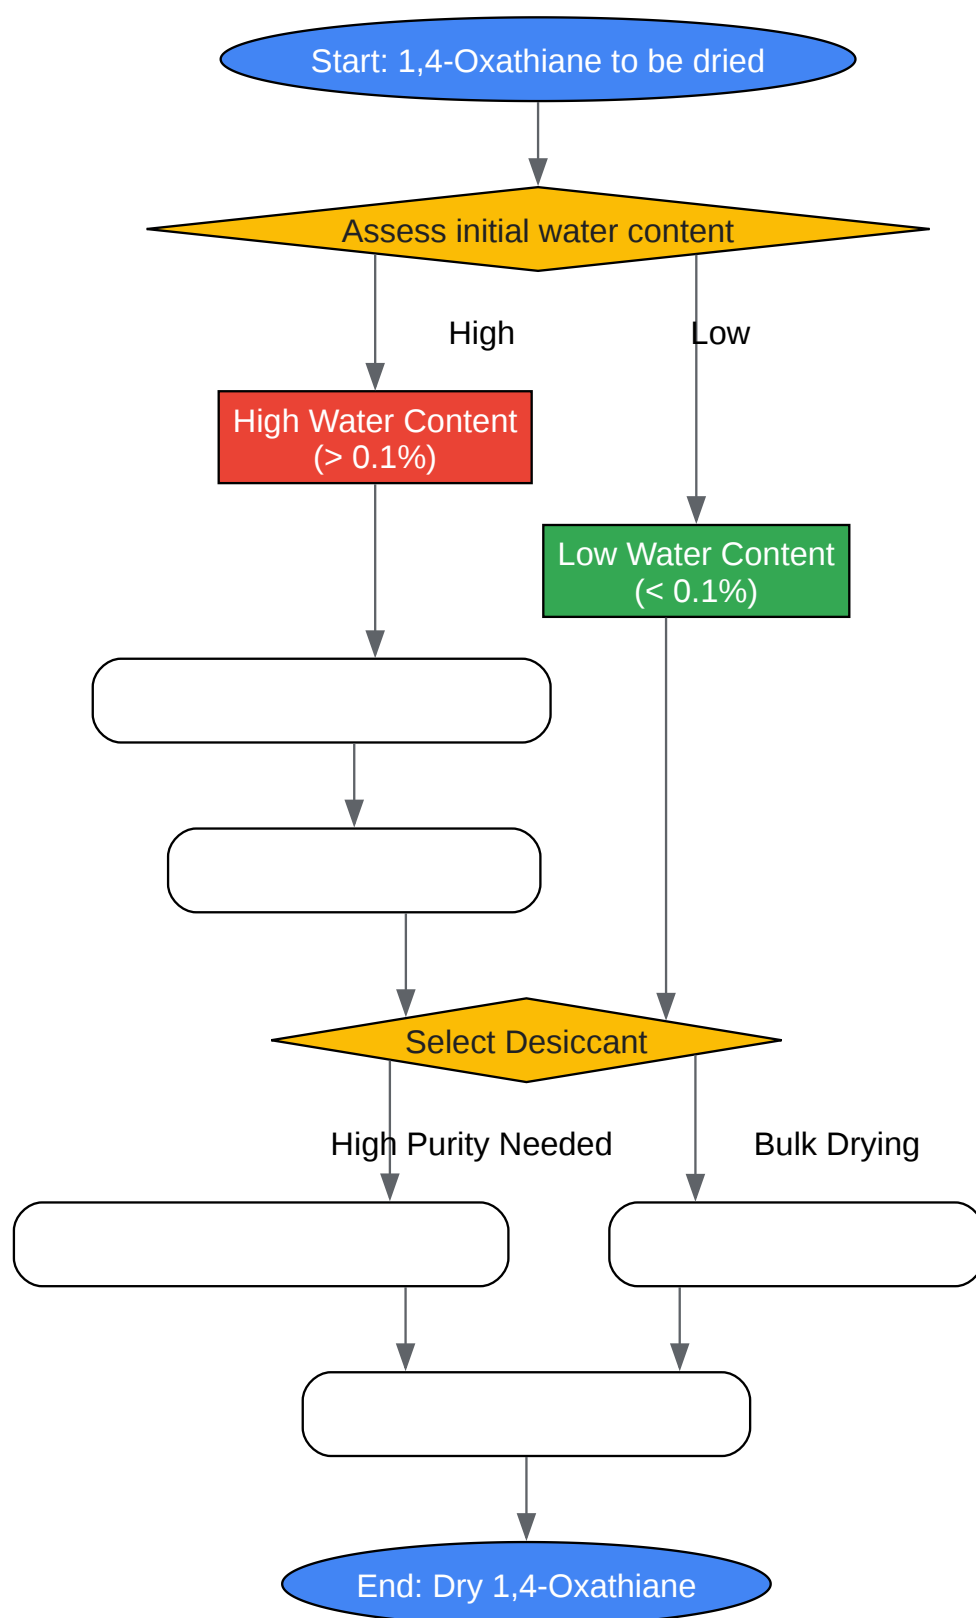 Start: 1,4-Oxathiane to be dried
Assess initial water content
High
Low
High Water Content
(> 0.1%)
Low Water Content
(< 0.1%)
Select Desiccant
High Purity Needed
Bulk Drying
End: Dry 1,4-Oxathiane